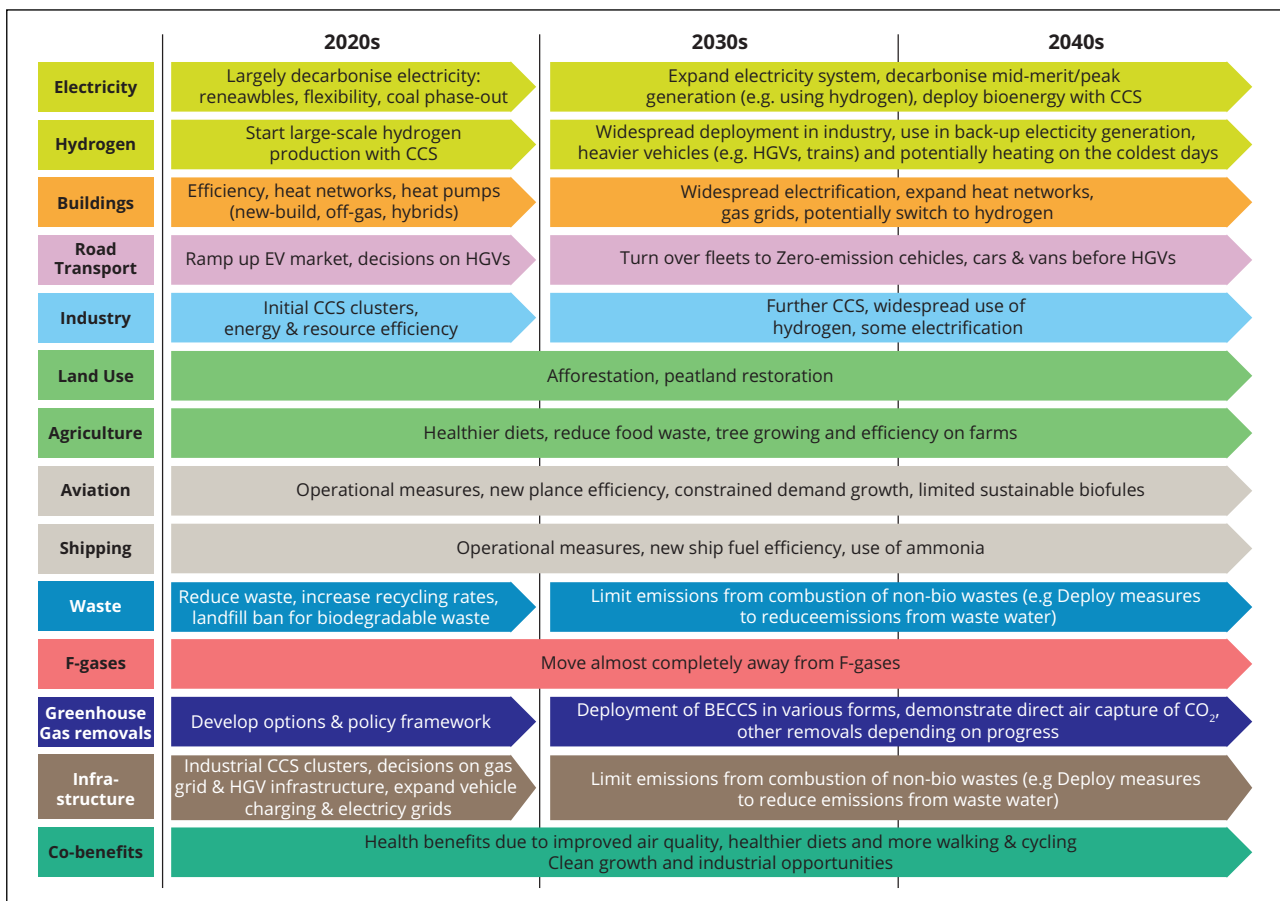 2020s
2030s
2040s
Electricity
Largely decarbonise electricity:
reneawbles, flexibility, coal phase-out
Expand electricity system, decarbonise mid-merit/peak
generation (e.g. using hydrogen), deploy bioenergy with CCS
Hydrogen
Start large-scale hydrogen
production with CCS
Widespread deployment in industry, use in back-up electicity generation,
heavier vehicles (e.g. HGVs, trains) and potentially heating on the coldest days
Buildings
Efficiency, heat networks, heat pumps
(new-build, off-gas, hybrids)
Widespread electrification, expand heat networks,
gas grids, potentially switch to hydrogen
Road
Transport
Ramp up EV market, decisions on HGVs
Turn over fleets to Zero-emission cehicles, cars & vans before HGVs
Industry
Initial CCS clusters,
energy & resource efficiency
Further CCS, widespread use of
hydrogen, some electrification
Land Use
Afforestation, peatland restoration
Agriculture
Healthier diets, reduce food waste, tree growing and efficiency on farms
Aviation
Operational measures, new plance efficiency, constrained demand growth, limited sustainable biofules
Shipping
Operational measures, new ship fuel efficiency, use of ammonia
Waste
Reduce waste, increase recycling rates,
landfill ban for biodegradable waste
Limit emissions from combustion of non-bio wastes (e.g Deploy measures
to reduceemissions from waste water)
F-gases
Move almost completely away from F-gases
Greenhouse
Gas removals
Develop options & policy framework
Deployment of BECCS in various forms, demonstrate direct air capture of CO₂,
other removals depending on progress
Infra-
structure
Industrial CCS clusters, decisions on gas
grid & HGV infrastructure, expand vehicle
charging & electricy grids
Limit emissions from combustion of non-bio wastes (e.g Deploy measures
to reduce emissions from waste water)
Co-benefits
Health benefits due to improved air quality, healthier diets and more walking & cycling
Clean growth and industrial opportunities